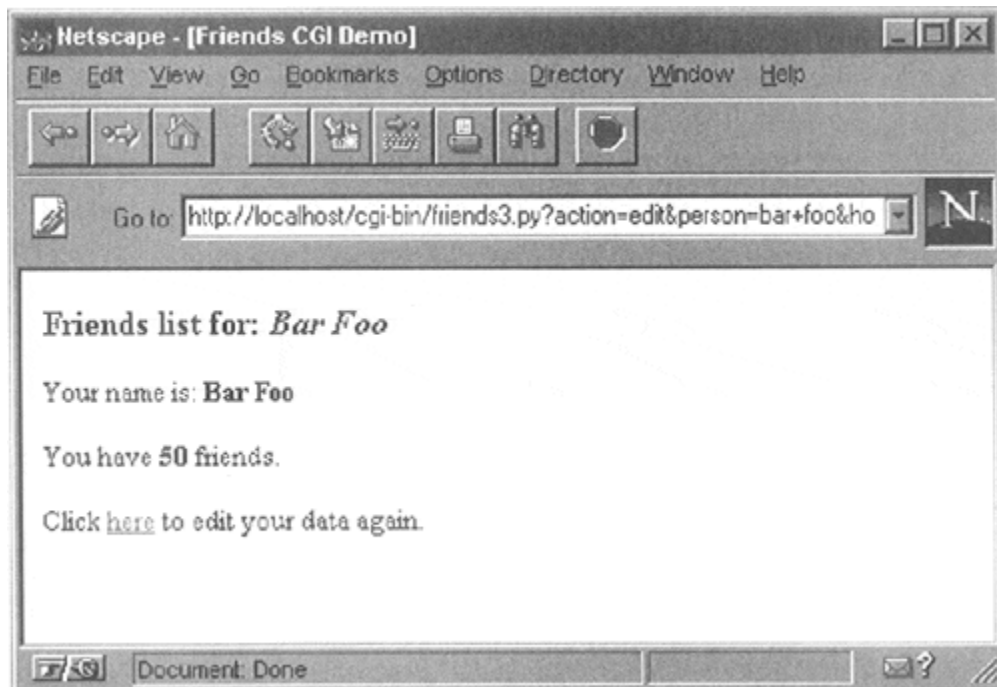 Netscape - [Friends CGI Demo]
File Edit View Go Bookmarks Options Directory Window Help
Go to: http://localhost/cgi-bin/friends3.py?action=edit&person=bar+foo&ho
N
Friends list for: Bar Foo
Your name is: Bar Foo
You have 50 friends.
Click here to edit your data again.
Document: Done
?